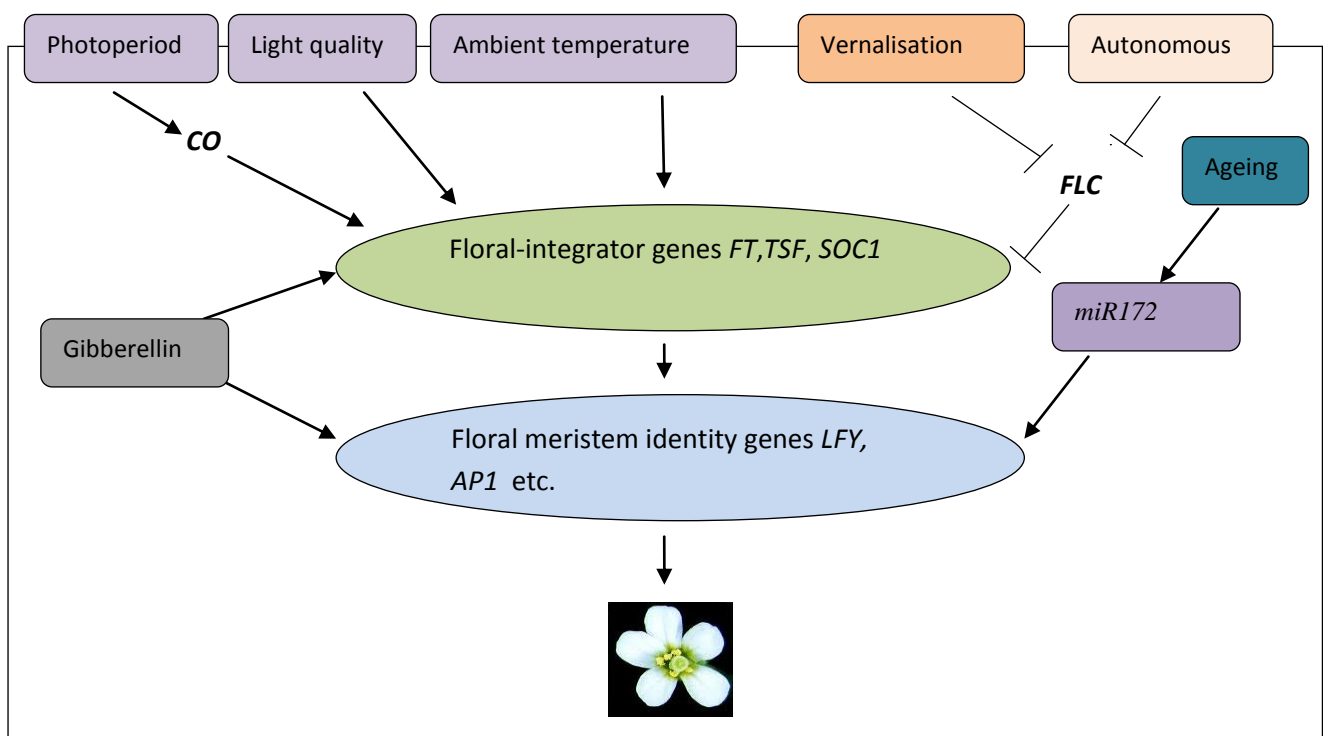 Photoperiod
Light quality
Ambient temperature
Vernalisation
Autonomous
CO
FLC
Ageing
Floral-integrator genes FT,TSF, SOC1
miR172
Gibberellin
Floral meristem identity genes LFY,
AP1 etc.